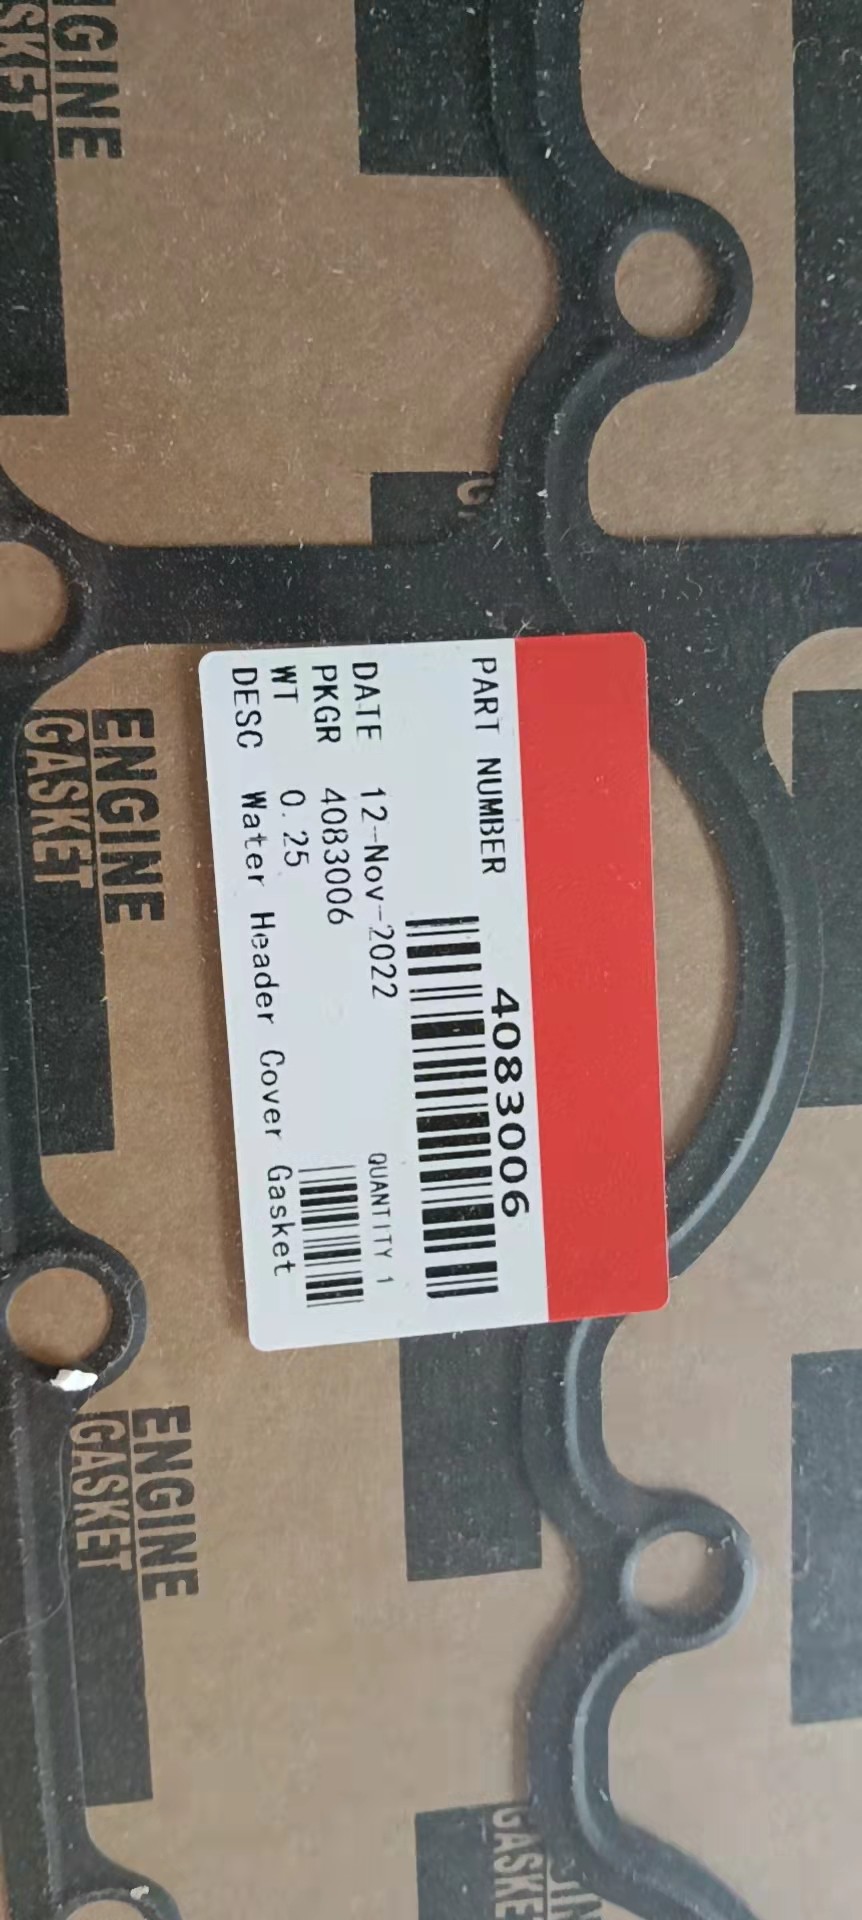 PART NUMBER 4083006
DATE 12-Nov-2022 QUANTITY 1
PKGR 4083006
WT 0.25
DESC Water Header Cover Gasket
ENGINE
GASKET
ENGINE
GASKET
ENGINE
GASKET
GASKET